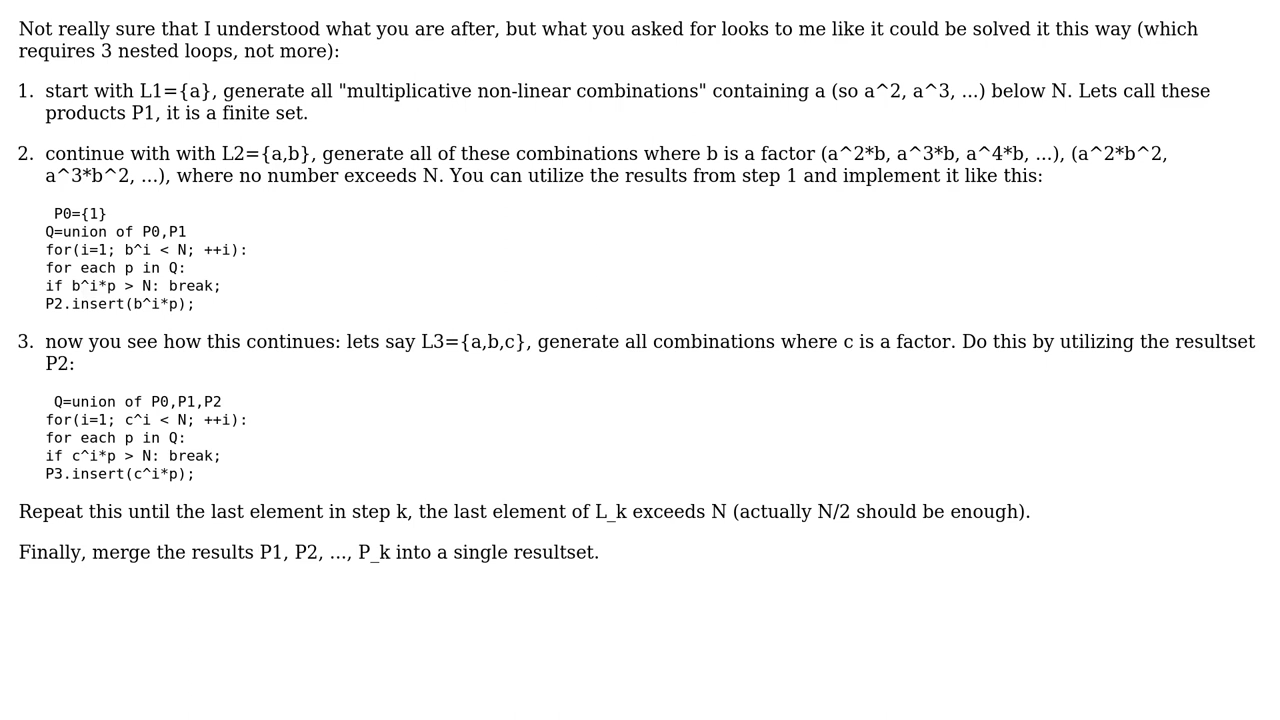 Not really sure that I understood what you are after, but what you asked for looks to me like it could be solved it this way (which
requires 3 nested loops, not more):
1. start with L1={a}, generate all "multiplicative non-linear combinations" containing a (so a^2, a^3, ...) below N. Lets call these
products P1, it is a finite set.
2. continue with with L2={a,b}, generate all of these combinations where b is a factor (a^2*b, a^3*b, a^4*b, ...), (a^2*b^2,
a^3*b^2, ...), where no number exceeds N. You can utilize the results from step 1 and implement it like this:
P0={1}
Q=union of P0,P1
for(i=1; b^i < N; ++i):
for each p in Q:
if b^i*p > N: break;
P2.insert(b^i*p);
3. now you see how this continues: lets say L3={a,b,c}, generate all combinations where c is a factor. Do this by utilizing the resultset
P2:
Q=union of P0,P1,P2
for(i=1; c^i < N; ++i):
for each p in Q:
if c^i*p > N: break;
P3.insert(c^i*p);
Repeat this until the last element in step k, the last element of L_k exceeds N (actually N/2 should be enough).
Finally, merge the results P1, P2, ..., P_k into a single resultset.